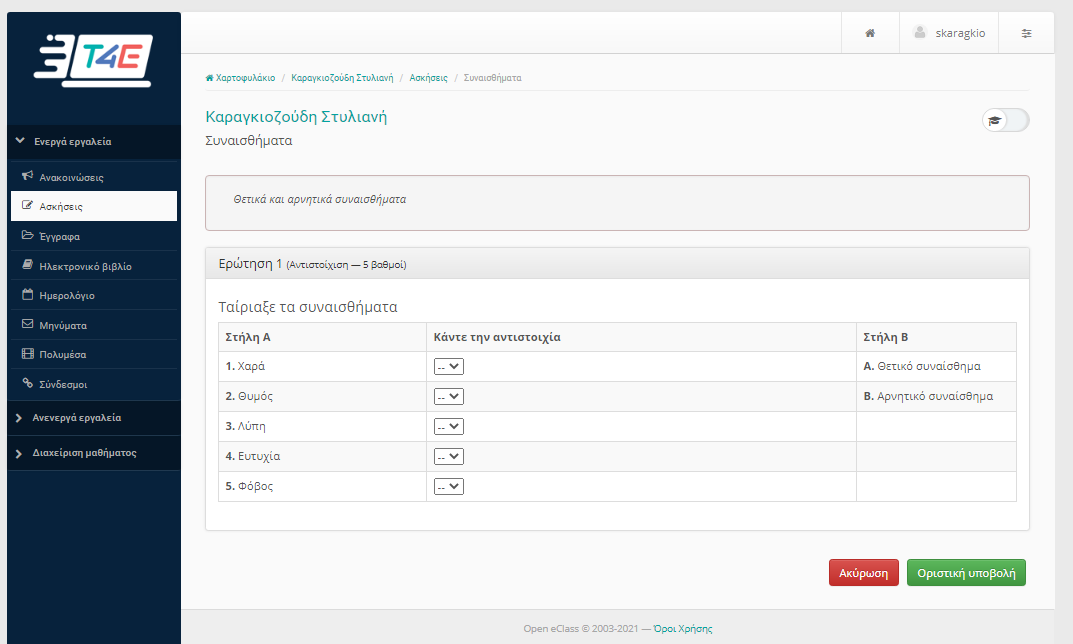 T4E
skaragkio
Χαρτοφυλάκιο / Καραγκιοζούδη Στυλιανή / Ασκήσεις / Συναισθήματα
Καραγκιοζούδη Στυλιανή
Συναισθήματα
Ενεργά εργαλεία
Ανακοινώσεις
Ασκήσεις
Έγγραφα
Ηλεκτρονικό βιβλίο
Ημερολόγιο
Μηνύματα
Πολυμέσα
Σύνδεσμοι
Ανενεργά εργαλεία
Διαχείριση μαθήματος
Θετικά και αρνητικά συναισθήματα
Ερώτηση 1 (Αντιστοίχιση — 5 βαθμοί)
Ταίριαξε τα συναισθήματα
Στήλη Α Κάντε την αντιστοιχία Στήλη Β
1. Χαρά -- A. Θετικό συναίσθημα
2. Θυμός -- B. Αρνητικό συναίσθημα
3. Λύπη --
4. Ευτυχία --
5. Φόβος --
Ακύρωση Οριστική υποβολή
Open eClass © 2003-2021 — Όροι Χρήσης